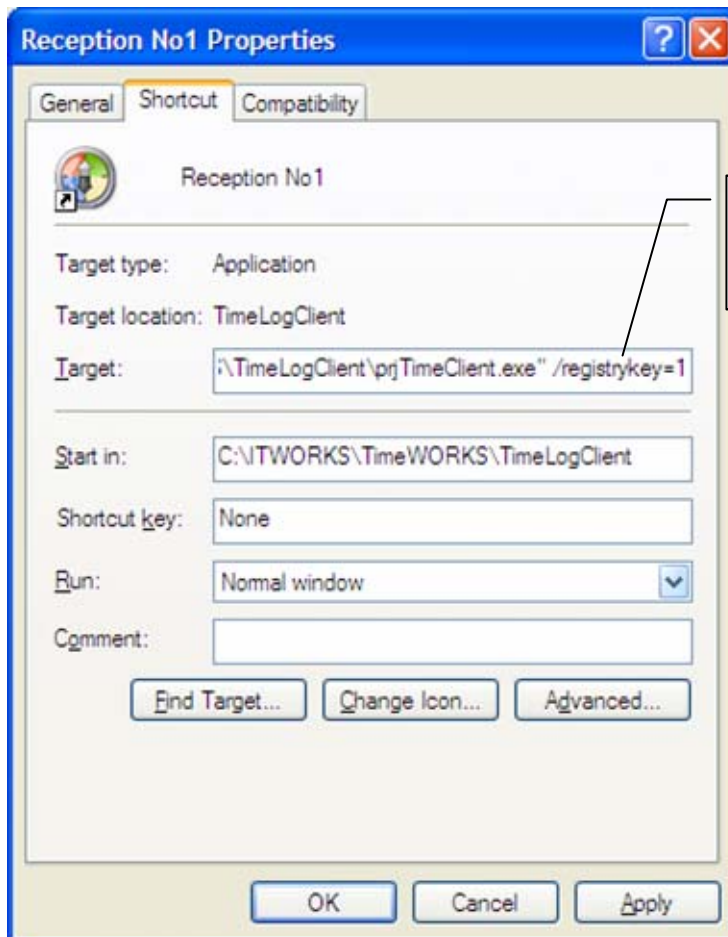 Reception No1 Properties
General Shortcut Compatibility
Reception No1
Target type: Application
Target location: TimeLogClient
Target: :\TimeLogClient\prjTimeClient.exe" /registrykey=1
Start in: C:\ITWORKS\TimeWORKS\TimeLogClient
Shortcut key: None
Run: Normal window
Comment:
Find Target... Change Icon... Advanced...
OK Cancel Apply